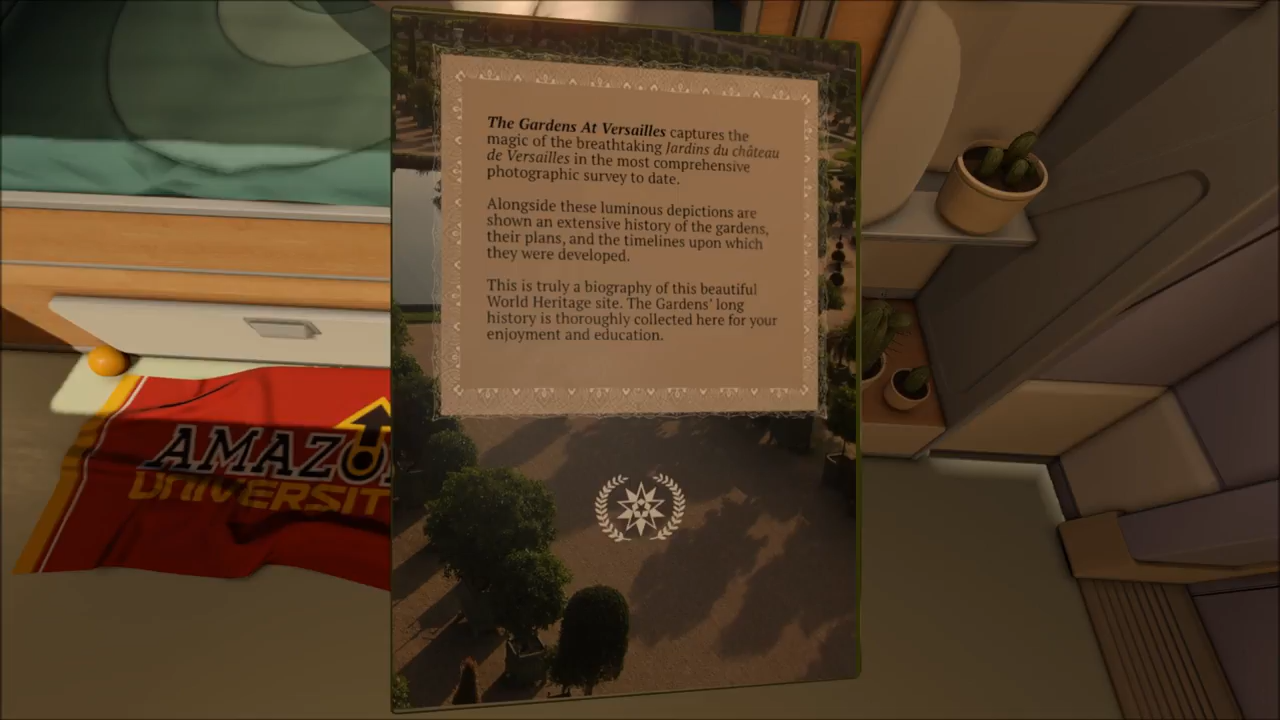 The Gardens At Versailles captures the
magic of the breathtaking Jardins du château
de Versailles in the most comprehensive
photographic survey to date.
Alongside these luminous depictions are
shown an extensive history of the gardens,
their plans, and the timelines upon which
they were developed.
This is truly a biography of this beautiful
World Heritage site. The Gardens' long
history is thoroughly collected here for your
enjoyment and education.
AMAZO
UNIVERSIT